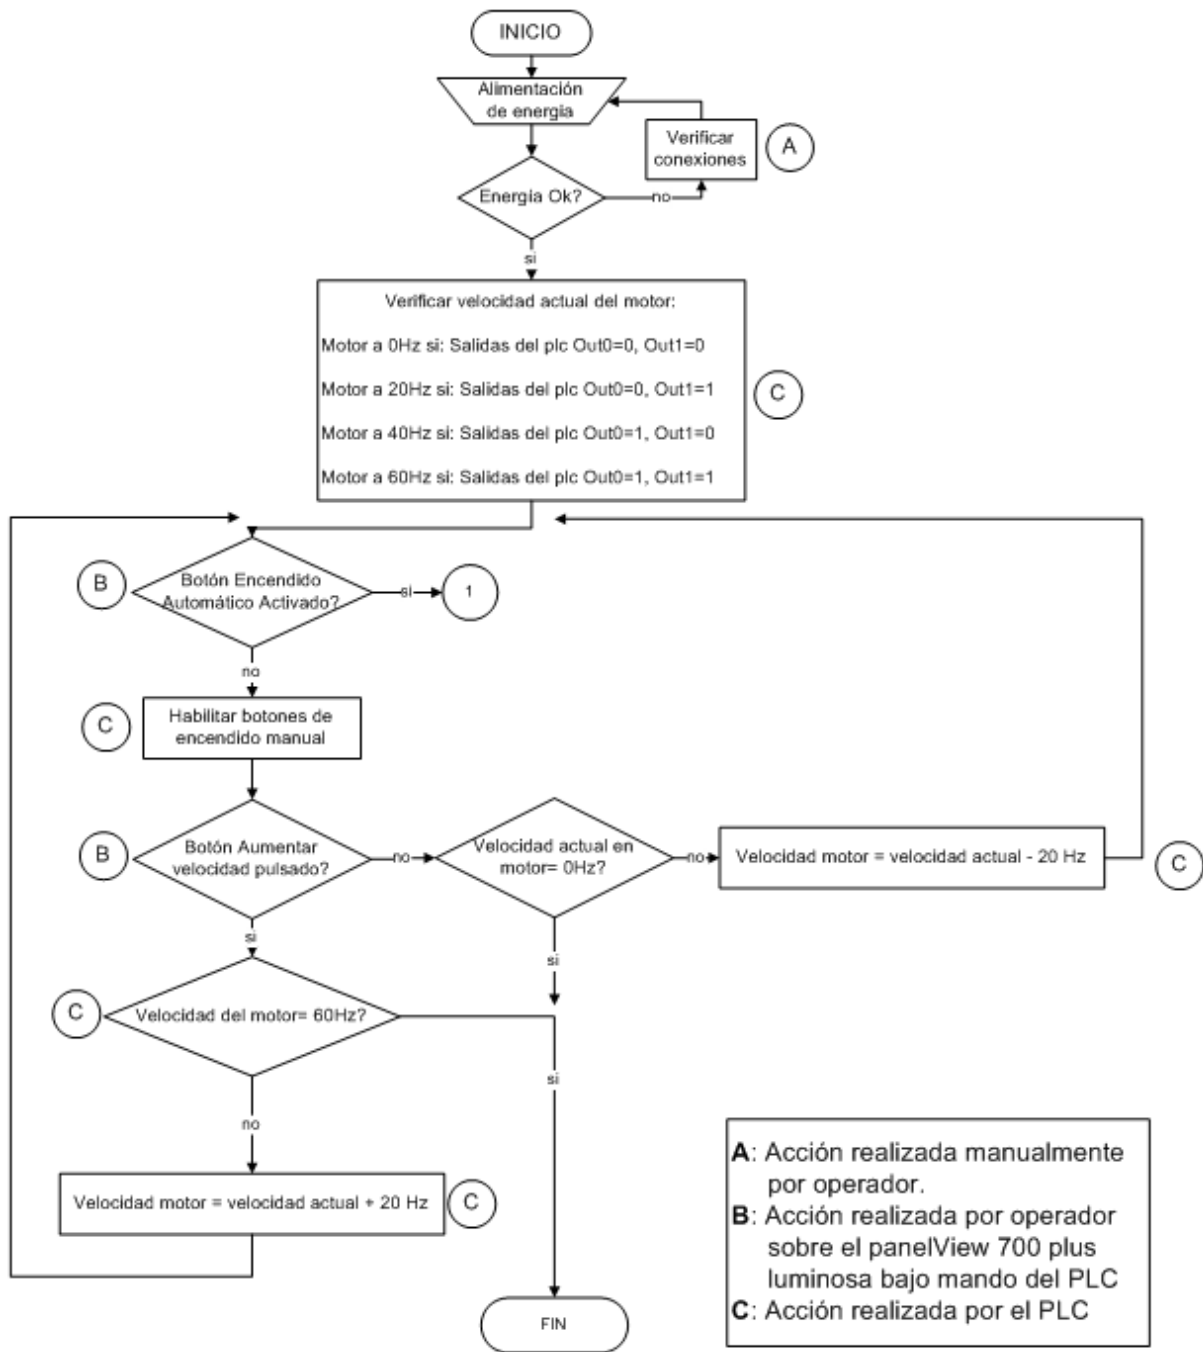 INICIO
Alimentación
de energia
Verificar
conexiones
A
Energia Ok?
no
si
Verificar velocidad actual del motor:
Motor a 0Hz si: Salidas del plc Out0=0, Out1=0
Motor a 20Hz si: Salidas del plc Out0=0, Out1=1
C
Motor a 40Hz si: Salidas del plc Out0=1, Out1=0
Motor a 60Hz si: Salidas del plc Out0=1, Out1=1
B
Botón Encendido
Automático Activado?
si
1
no
C
Habilitar botones de
encendido manual
B
Botón Aumentar
velocidad pulsado?
no
Velocidad actual en
motor= 0Hz?
no
Velocidad motor = velocidad actual - 20 Hz
C
si
si
C
Velocidad del motor= 60Hz?
si
no
Velocidad motor = velocidad actual + 20 Hz
C
FIN
A: Acción realizada manualmente
por operador.
B: Acción realizada por operador
sobre el panelView 700 plus
luminosa bajo mando del PLC
C: Acción realizada por el PLC